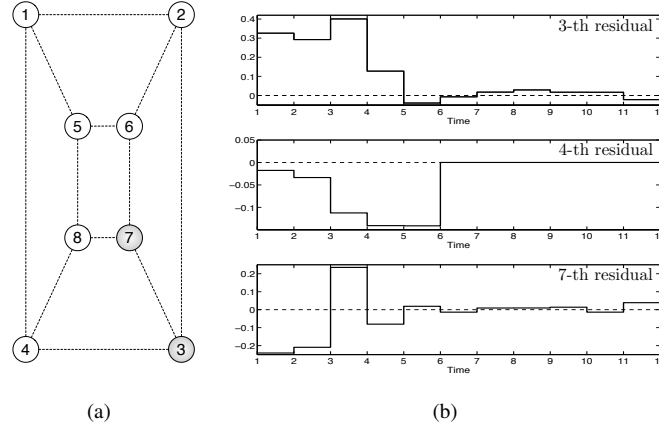 1
2
5
6
8
7
4
3
(a)
3-th residual
0.4
0.3
0.2
0.1
0
1 2 3 4 5 6 7 8 9 10 11 1
Time
4-th residual
0.05
0
−0.05
−0.1
1 2 3 4 5 6 7 8 9 10 11 1
Time
7-th residual
0.2
0.1
0
−0.1
−0.2
1 2 3 4 5 6 7 8 9 10 11 1
Time
(b)